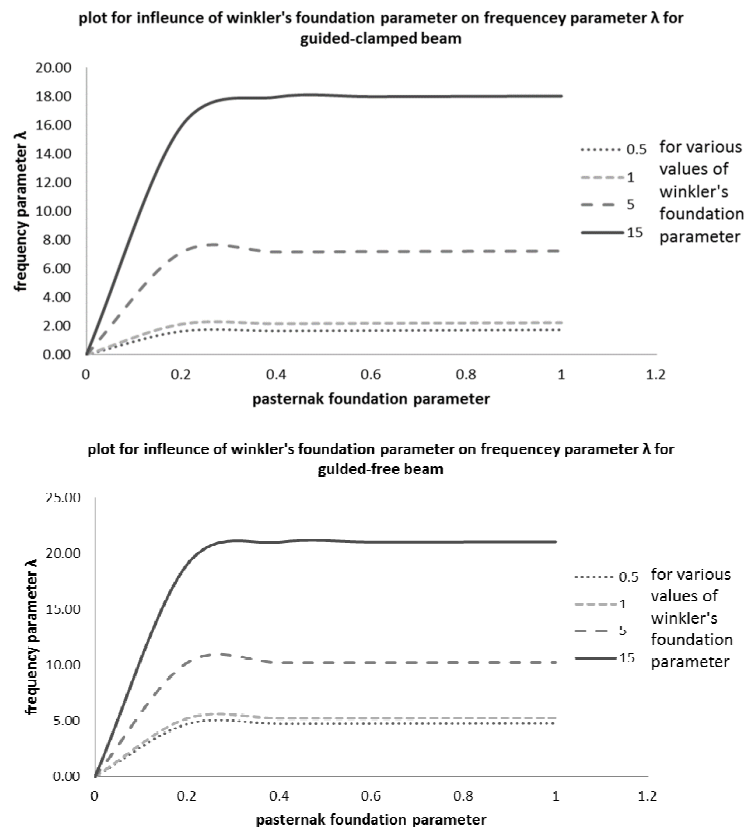 plot for infleunce of winkler's foundation parameter on frequencey parameter λ for
guided-clamped beam
20.00
18.00
16.00
14.00
12.00
10.00
8.00
6.00
4.00
2.00
0.00
frequency parameter λ
0 0.2 0.4 0.6 0.8 1 1.2
pasternak foundation parameter
0.5
1
5
15
for various
values of
winkler's
foundation
parameter
plot for infleunce of winkler's foundation parameter on frequencey parameter λ for
guided-free beam
25.00
20.00
15.00
10.00
5.00
0.00
frequency parameter λ
0 0.2 0.4 0.6 0.8 1 1.2
pasternak foundation parameter
0.5
1
5
15
for various
values of
winkler's
foundation
parameter